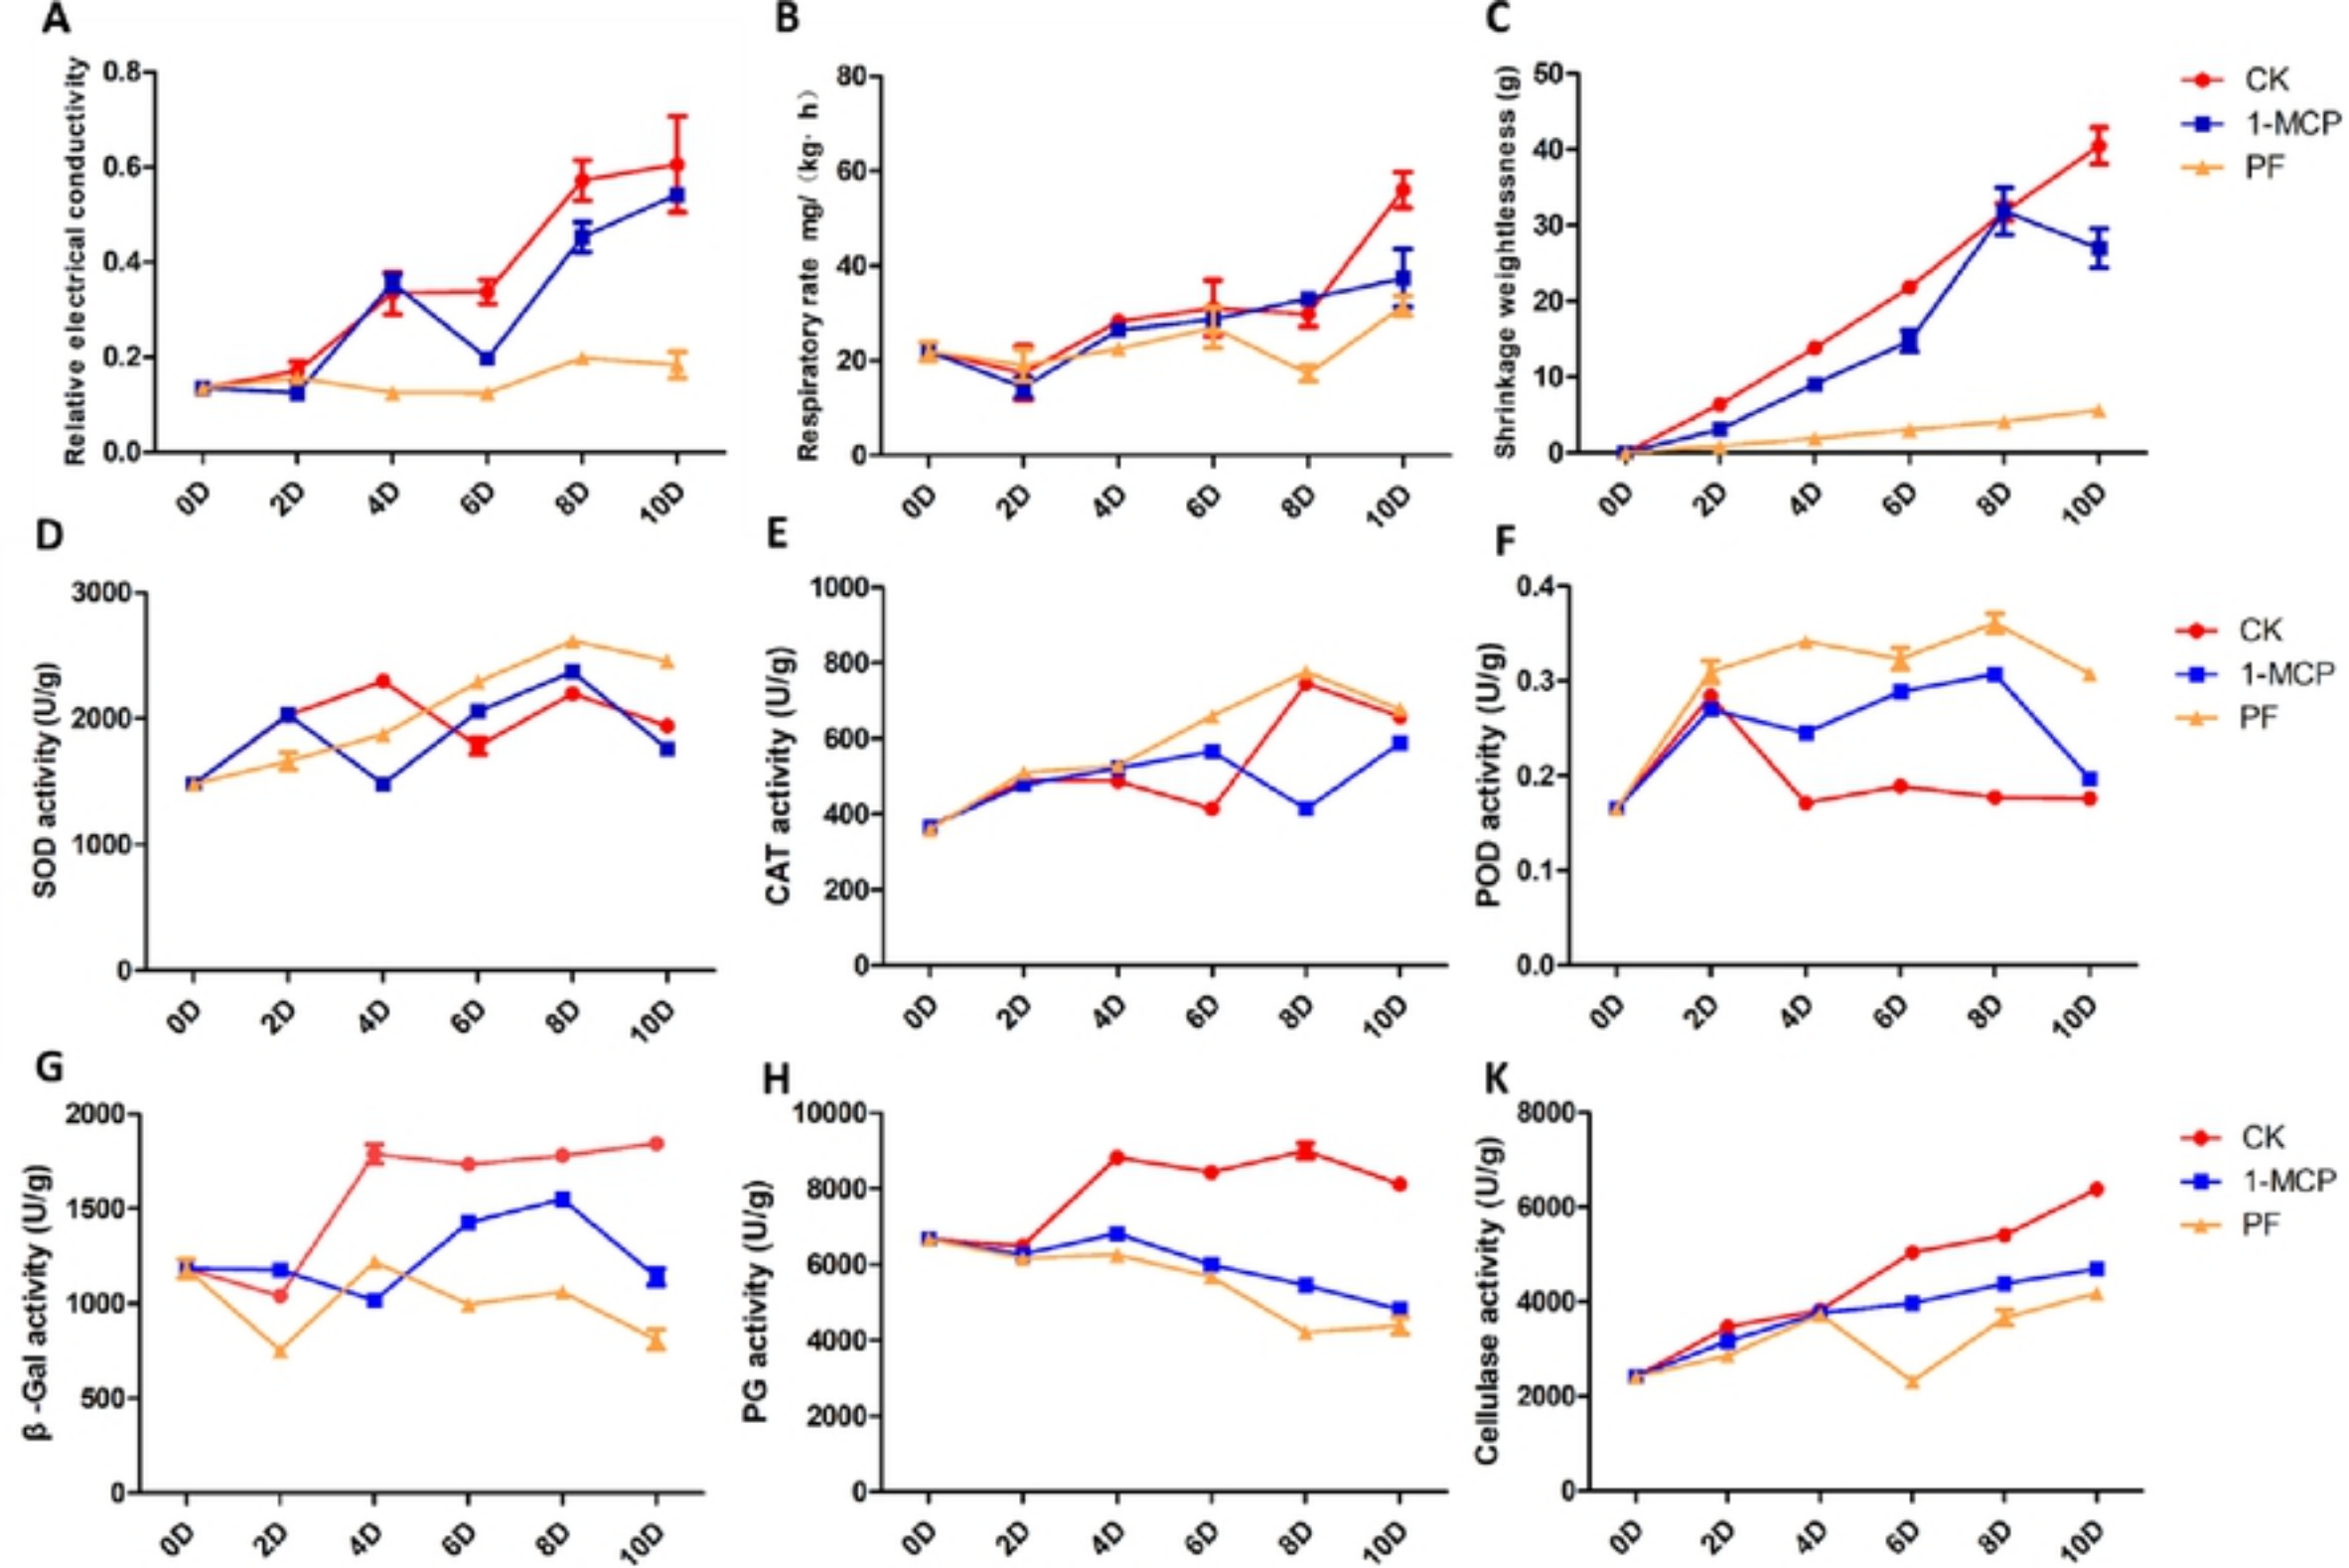 A
Relative electrical conductivity
0.8
0.6
0.4
0.2
0.0
0D 2D 4D 6D 8D 10D
B
Respiratory rate mg/（kg· h）
80
60
40
20
0
0D 2D 4D 6D 8D 10D
C
Shrinkage weightlessness (g)
50
40
30
20
10
0
0D 2D 4D 6D 8D 10D
CK
1-MCP
PF
D
SOD activity (U/g)
3000
2000
1000
0
0D 2D 4D 6D 8D 10D
E
CAT activity (U/g)
1000
800
600
400
200
0
0D 2D 4D 6D 8D 10D
F
POD activity (U/g)
0.4
0.3
0.2
0.1
0.0
0D 2D 4D 6D 8D 10D
CK
1-MCP
PF
G
β -Gal activity (U/g)
2000
1500
1000
500
0
0D 2D 4D 6D 8D 10D
H
PG activity (U/g)
10000
8000
6000
4000
2000
0
0D 2D 4D 6D 8D 10D
K
Cellulase activity (U/g)
8000
6000
4000
2000
0
0D 2D 4D 6D 8D 10D
CK
1-MCP
PF